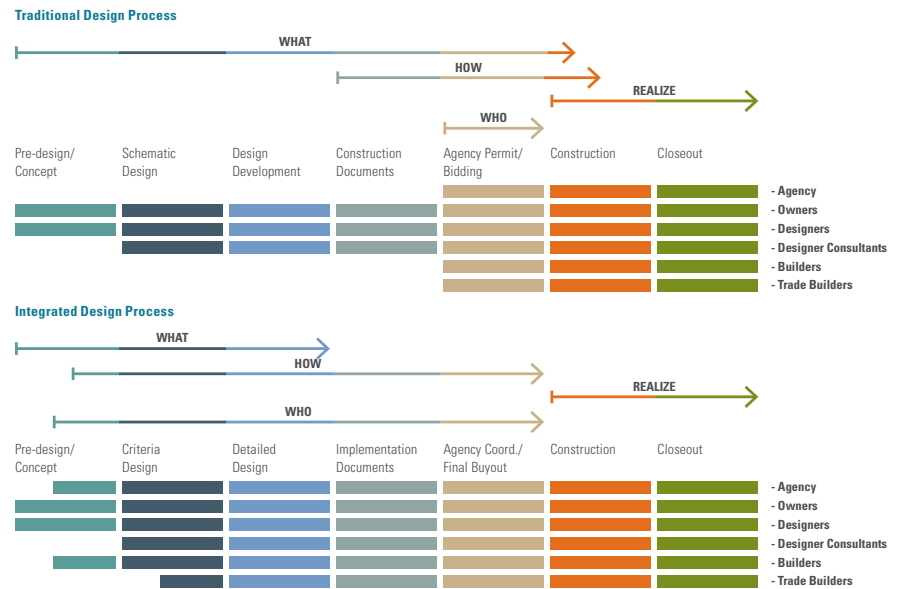 Traditional Design Process
WHAT
HOW
REALIZE
WHO
Pre-design/ Schematic Design Construction Agency Permit/ Construction Closeout
Concept Design Development Documents Bidding
- Agency
- Owners
- Designers
- Designer Consultants
- Builders
- Trade Builders
Integrated Design Process
WHAT
HOW
REALIZE
WHO
Pre-design/ Criteria Detailed Implementation Agency Coord./ Construction Closeout
Concept Design Design Documents Final Buyout
- Agency
- Owners
- Designers
- Designer Consultants
- Builders
- Trade Builders